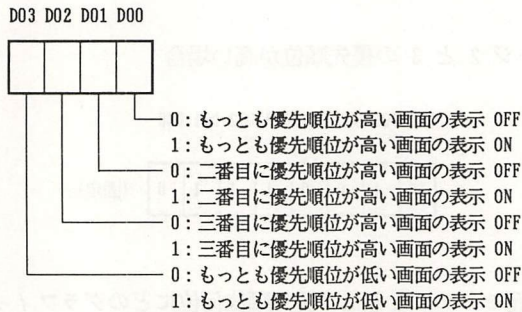 D03 D02 D01 D00
0:もっとも優先順位が高い画面の表示 OFF
1:もっとも優先順位が高い画面の表示 ON
0:二番目に優先順位が高い画面の表示 OFF
1:二番目に優先順位が高い画面の表示 ON
0:三番目に優先順位が高い画面の表示 OFF
1:三番目に優先順位が高い画面の表示 ON
0:もっとも優先順位が低い画面の表示 OFF
1:もっとも優先順位が低い画面の表示 ON